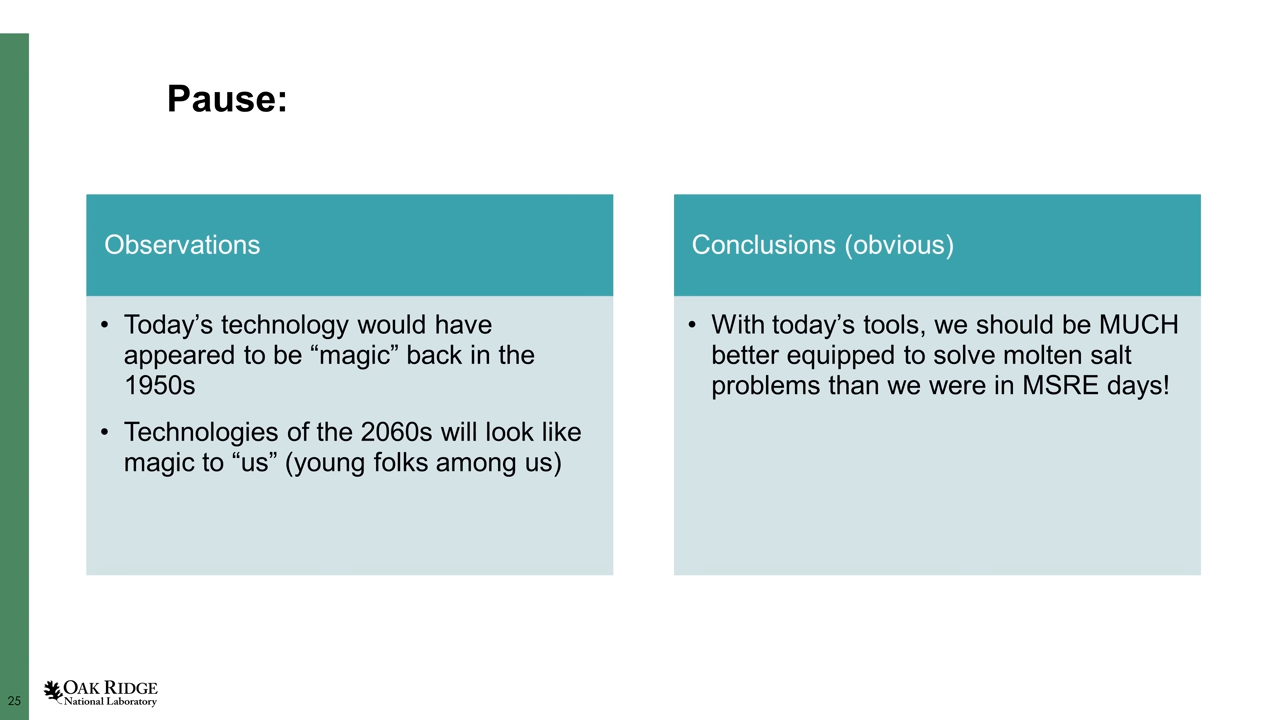 Pause:
Observations
• Today’s technology would have
appeared to be “magic” back in the
1950s
• Technologies of the 2060s will look like
magic to “us” (young folks among us)
Conclusions (obvious)
• With today’s tools, we should be MUCH
better equipped to solve molten salt
problems than we were in MSRE days!
25
OAK RIDGE
National Laboratory